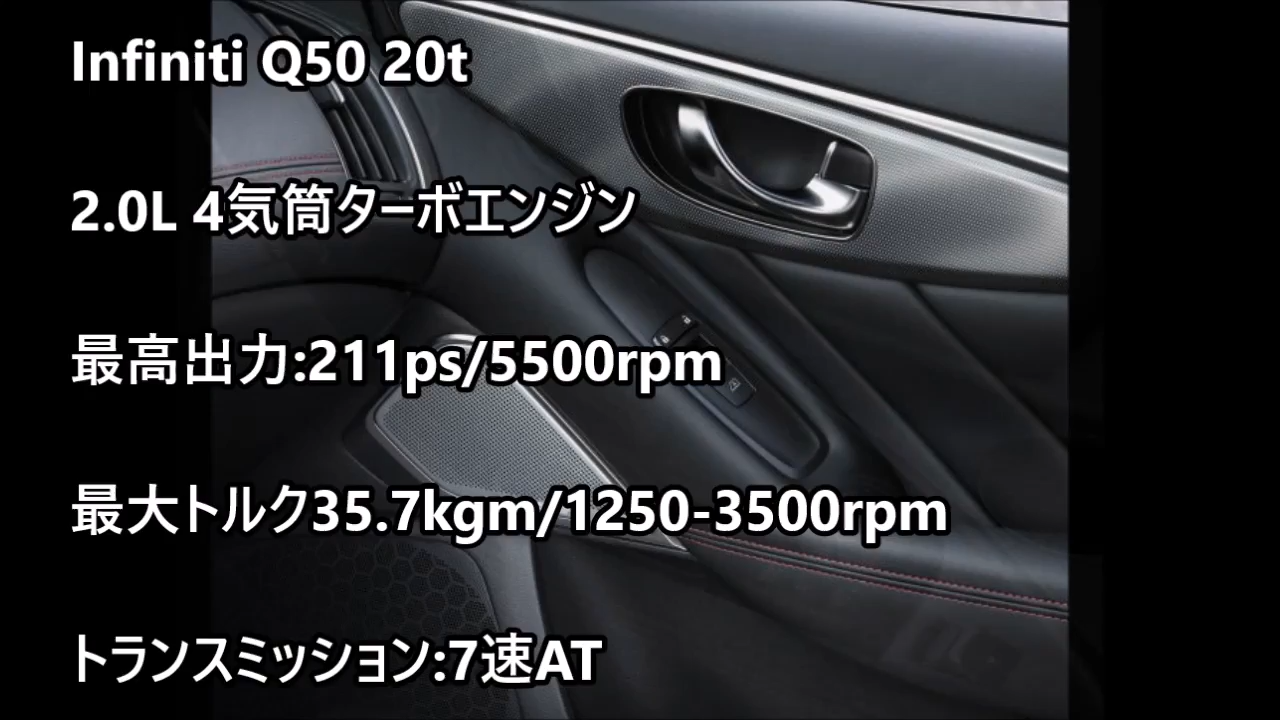 Infiniti Q50 20t
2.0L 4気筒ターボエンジン
最高出力:211ps/5500rpm
最大トルク35.7kgm/1250-3500rpm
トランスミッション:7速AT